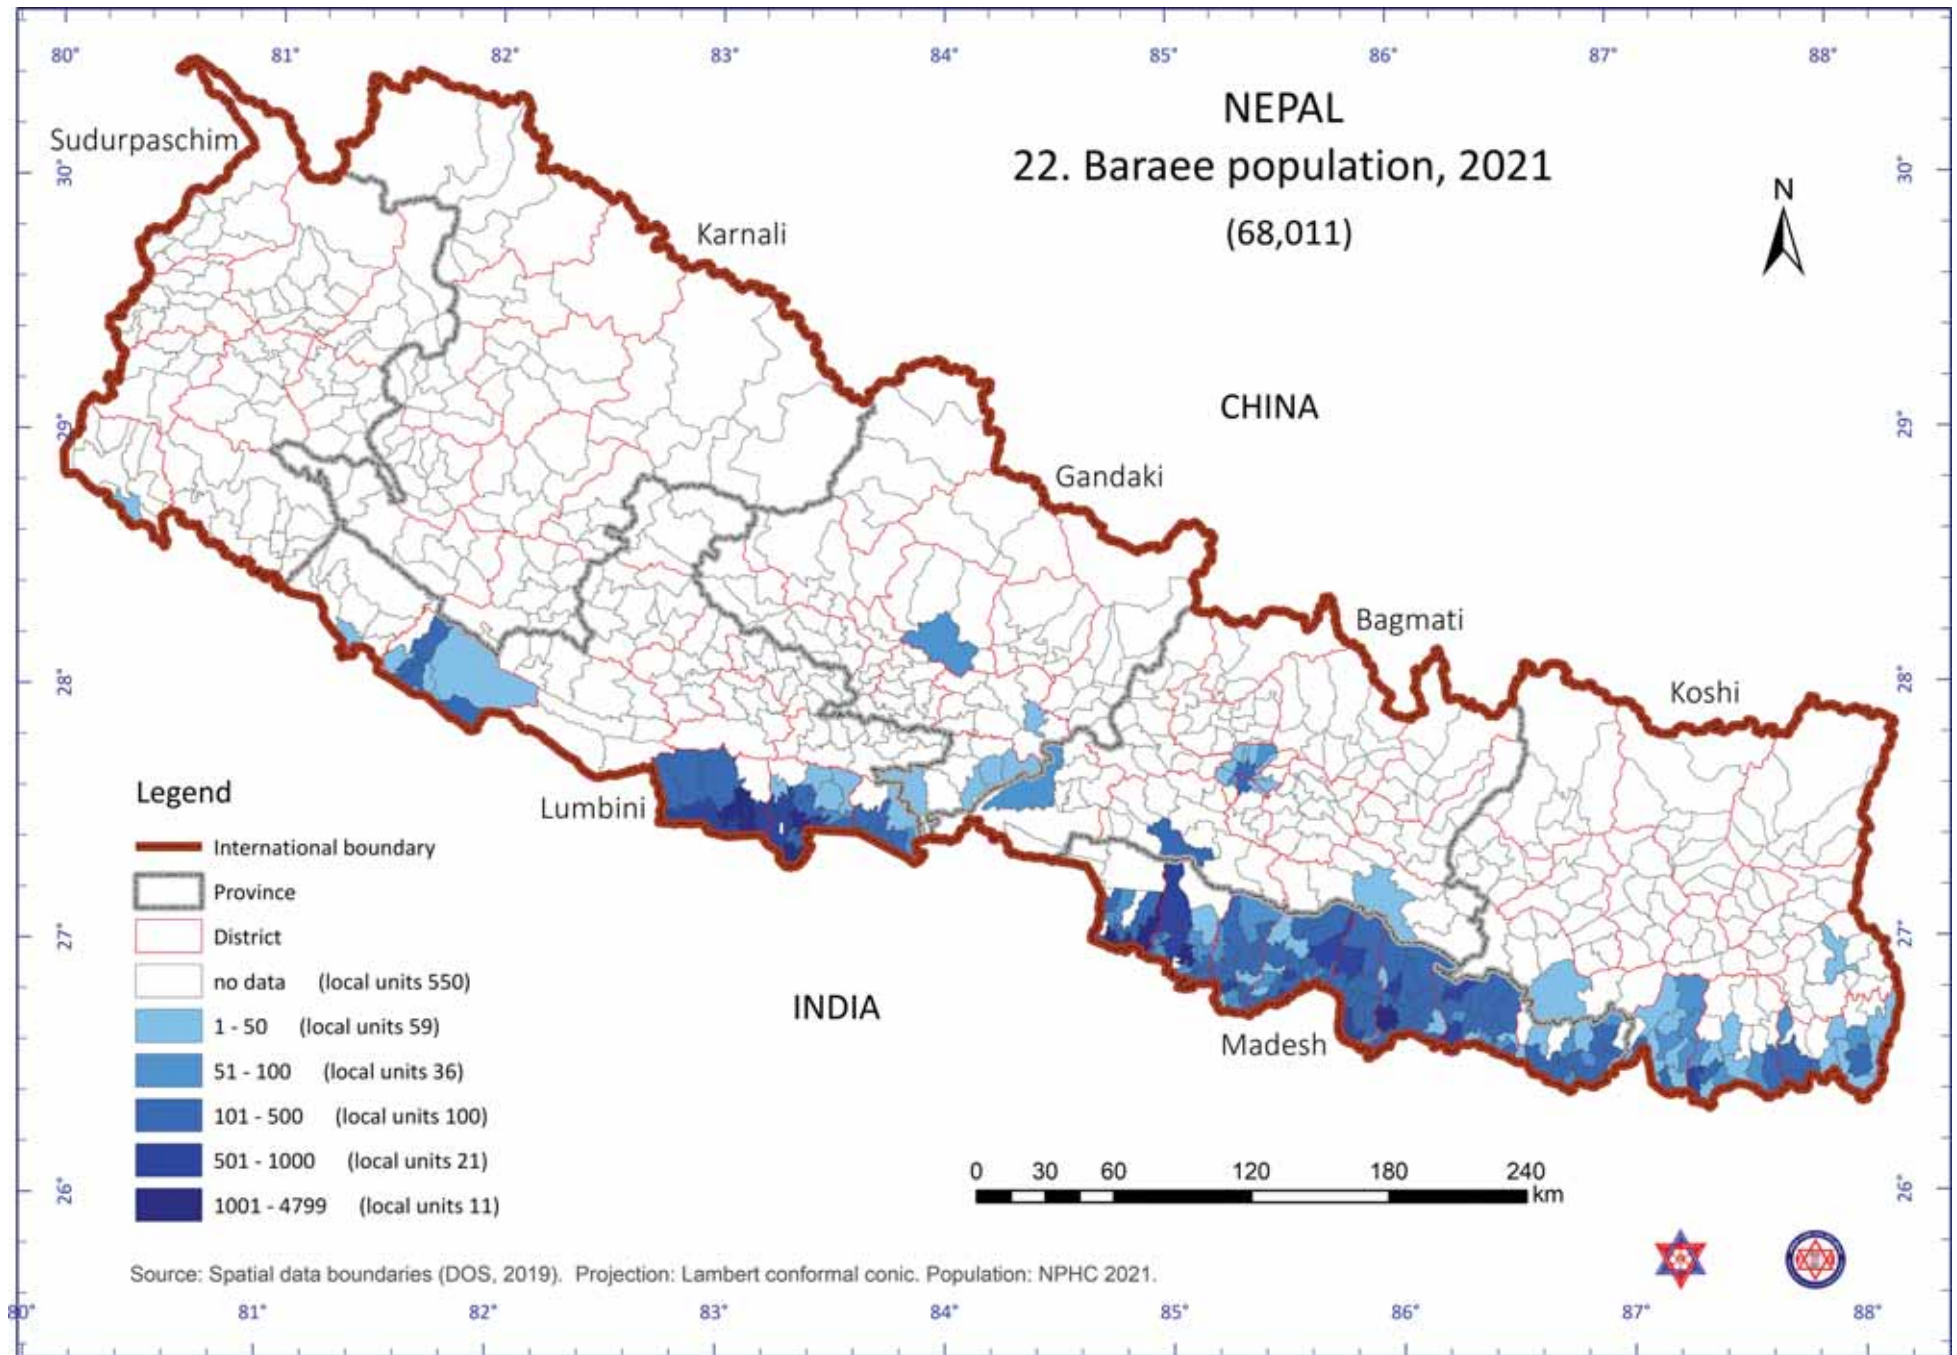 80° 81° 82° 83° 84° 85° 86° 87° 88°
NEPAL
22. Baraee population, 2021
(68,011)
N
Sudurpaschim
30°
30°
Karnali
CHINA
29°
29°
Gandaki
Bagmati
Koshi
28°
28°
Lumbini
27°
27°
INDIA
Madesh
Legend
International boundary
Province
District
no data (local units 550)
1 - 50 (local units 59)
51 - 100 (local units 36)
101 - 500 (local units 100)
501 - 1000 (local units 21)
1001 - 4799 (local units 11)
0 30 60 120 180 240
km
26°
26°
Source: Spatial data boundaries (DOS, 2019). Projection: Lambert conformal conic. Population: NPHC 2021.
80° 81° 82° 83° 84° 85° 86° 87° 88°